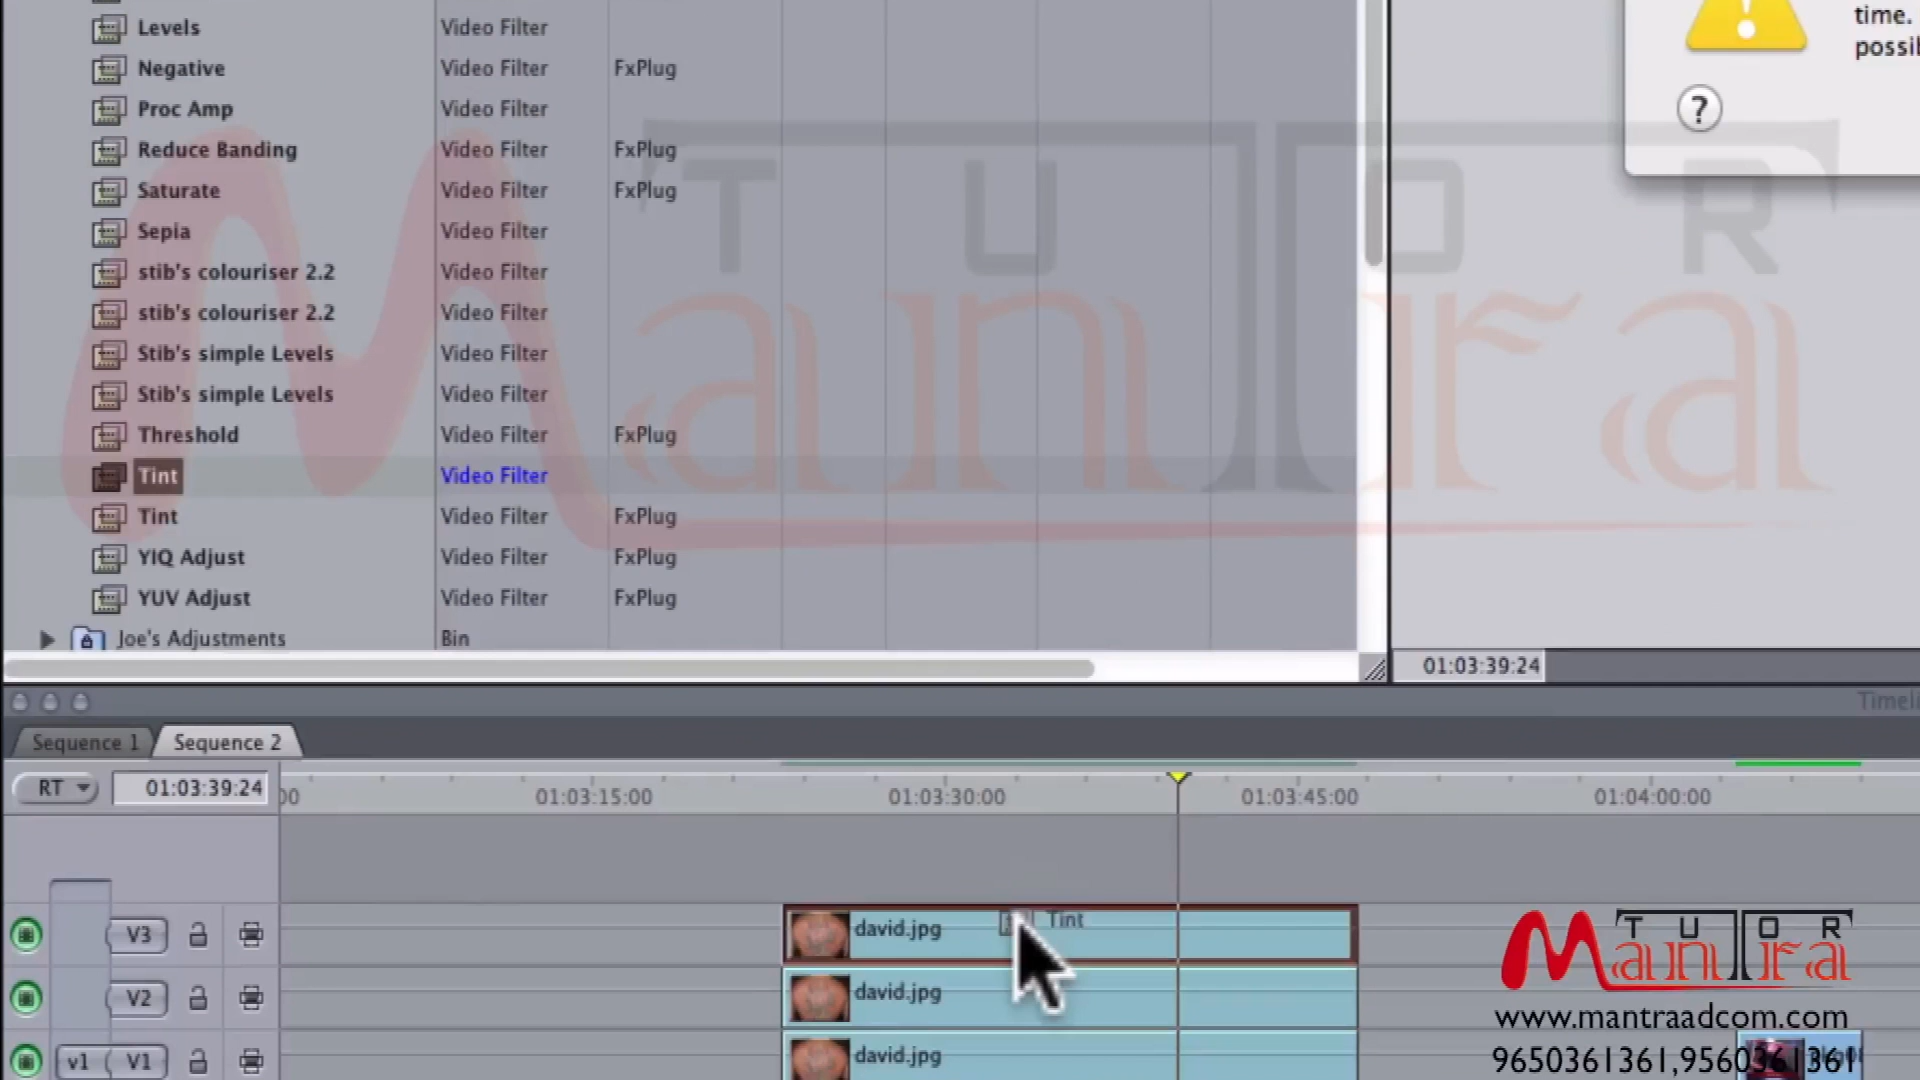 Levels Video Filter
Negative Video Filter FxPlug
Proc Amp Video Filter
Reduce Banding Video Filter FxPlug
Saturate Video Filter FxPlug
Sepia Video Filter
stib's colouriser 2.2 Video Filter
stib's colouriser 2.2 Video Filter
Stib's simple Levels Video Filter
Stib's simple Levels Video Filter
Threshold Video Filter FxPlug
Tint Video Filter
Tint Video Filter FxPlug
YIQ Adjust Video Filter FxPlug
YUV Adjust Video Filter FxPlug
Joe's Adjustments Bin
time.
?
TUTOR
Mantra
01:03:39:24
Sequence 1 Sequence 2
RT 01:03:39:24 00 01:03:15:00 01:03:30:00 01:03:45:00 01:04:00:00
V3 david.jpg Tint
V2 david.jpg
v1 V1 david.jpg
TUTOR
Mantra
www.mantraadcom.com
9650361361,9560361361